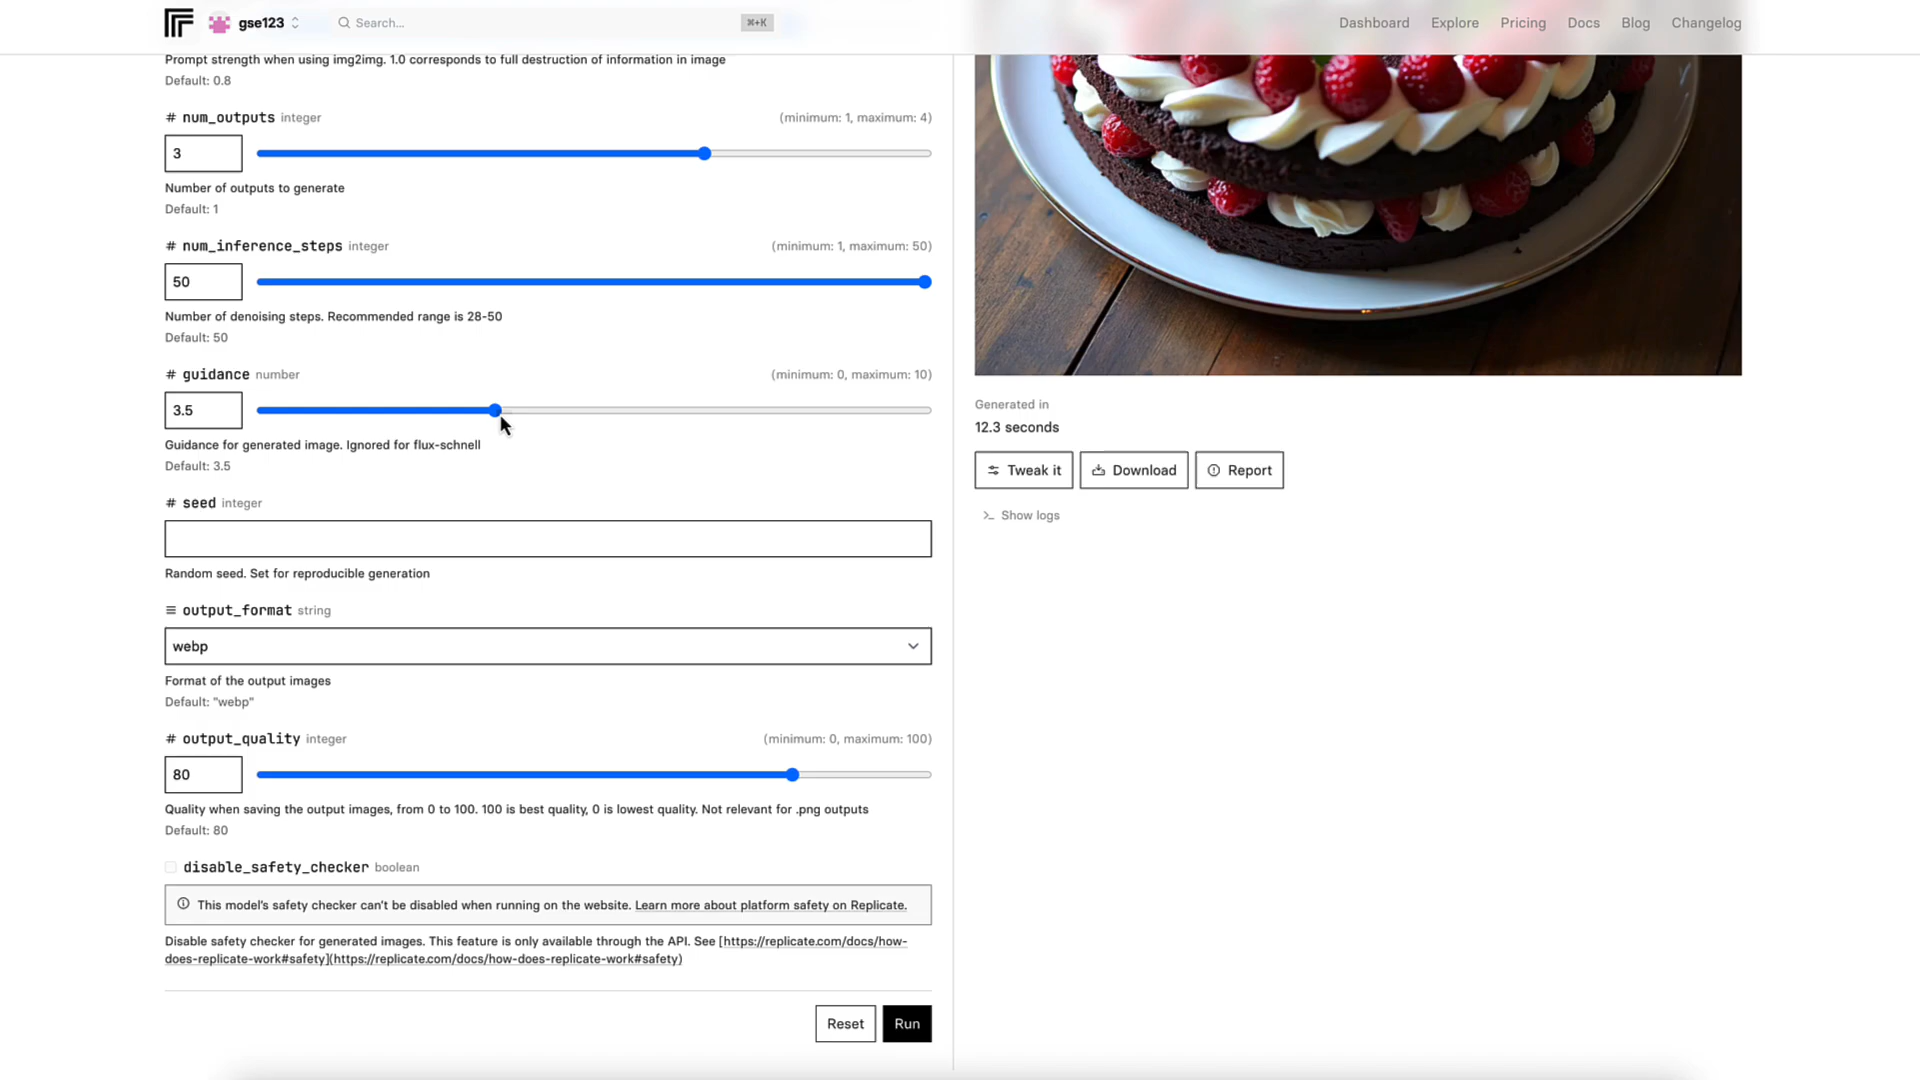 gse123
Search...
⌘+K
Dashboard
Explore
Pricing
Docs
Blog
Changelog
Prompt strength when using img2img. 1.0 corresponds to full destruction of information in image
Default: 0.8
# num_outputs integer (minimum: 1, maximum: 4)
3
Number of outputs to generate
Default: 1
# num_inference_steps integer (minimum: 1, maximum: 50)
50
Number of denoising steps. Recommended range is 28-50
Default: 50
# guidance number (minimum: 0, maximum: 10)
3.5
Guidance for generated image. Ignored for flux-schnell
Default: 3.5
# seed integer
Random seed. Set for reproducible generation
output_format string
webp
Format of the output images
Default: "webp"
# output_quality integer (minimum: 0, maximum: 100)
80
Quality when saving the output images, from 0 to 100. 100 is best quality, 0 is lowest quality. Not relevant for .png outputs
Default: 80
disable_safety_checker boolean
This model's safety checker can't be disabled when running on the website. Learn more about platform safety on Replicate.
Disable safety checker for generated images. This feature is only available through the API. See [https://replicate.com/docs/how-
does-replicate-work#safety](https://replicate.com/docs/how-does-replicate-work#safety)
Reset
Run
Generated in
12.3 seconds
Tweak it
Download
Report
>_ Show logs